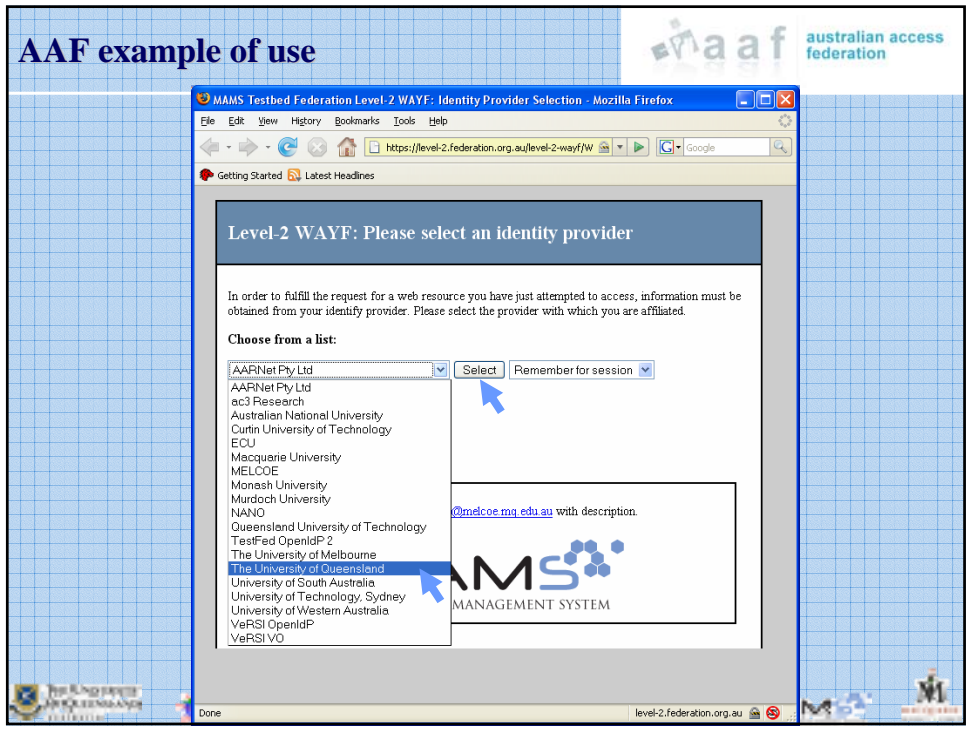 AAF example of use
aaf
australian access
federation
MAMS Testbed Federation Level-2 WAYF: Identity Provider Selection - Mozilla Firefox
File Edit View History Bookmarks Tools Help
https://level-2.federation.org.au/level-2-wayf/W
G Google
Getting Started Latest Headlines
Level-2 WAYF: Please select an identity provider
In order to fulfill the request for a web resource you have just attempted to access, information must be
obtained from your identify provider. Please select the provider with which you are affiliated.
Choose from a list:
AARNet Pty Ltd Select Remember for session
AARNet Pty Ltd
ac3 Research
Australian National University
Curtin University of Technology
ECU
Macquarie University
MELCOE
Monash University
Murdoch University
NANO
@melcoe.mq.edu.au with description.
Queensland University of Technology
TestFed OpenIdP 2
The University of Melbourne
The University of Queensland
University of South Australia
University of Technology, Sydney
University of Western Australia
VeRSI OpenIdP
VeRSI VO
AMS
MANAGEMENT SYSTEM
Done level-2.federation.org.au